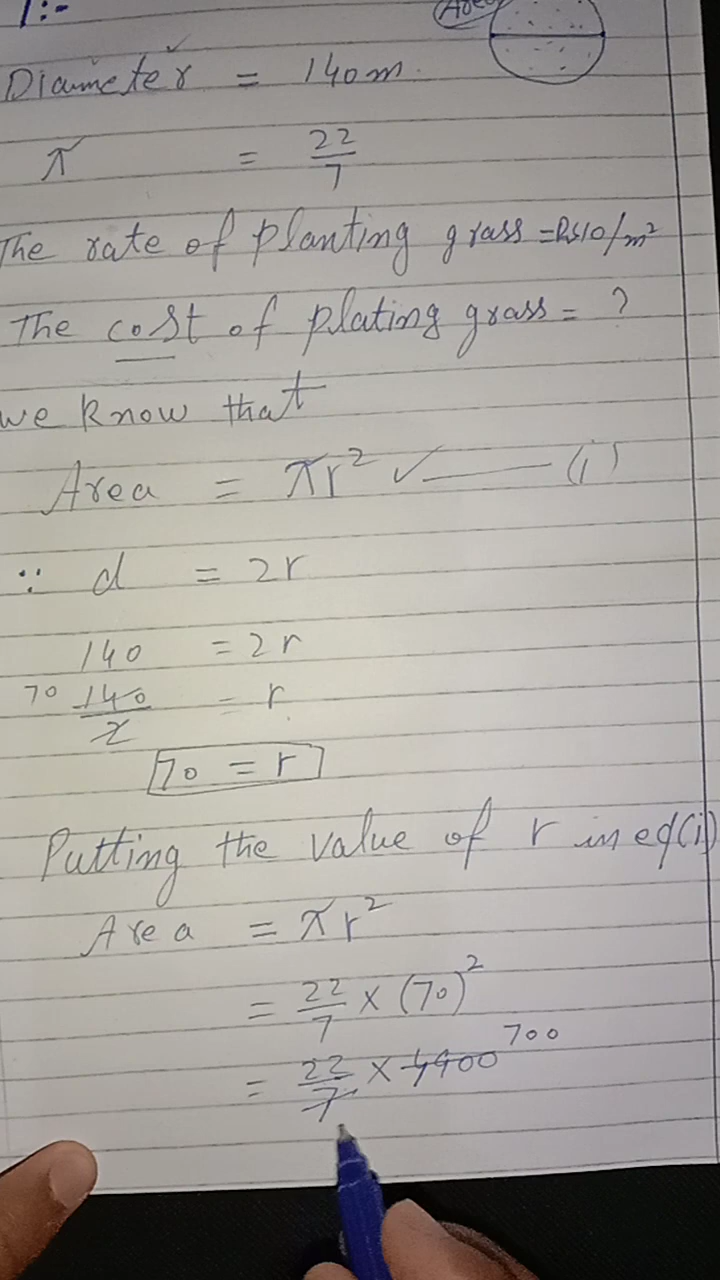 1:-
Area
Diameter = 140m.
π = 22/7
The rate of planting grass = Rs10/m²
The cost of plating grass = ?
we know that
Area = πr² ✓ —— (i)
∵ d = 2r
140 = 2r
70 140/2 = r
70 = r
Putting the value of r in eq(i)
Area = πr²
= 22/7 × (70)²
= 22/7 × 4900 700